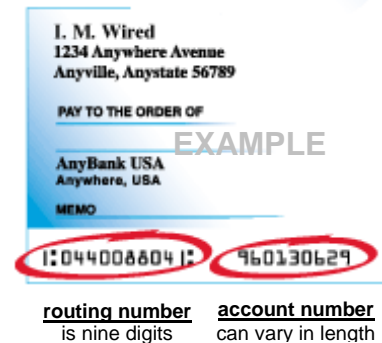 I. M. Wired
1234 Anywhere Avenue
Anyville, Anystate 56789
PAY TO THE ORDER OF
EXAMPLE
AnyBank USA
Anywhere, USA
MEMO
⑆044008804⑆ 960130629
routing number account number
is nine digits can vary in length